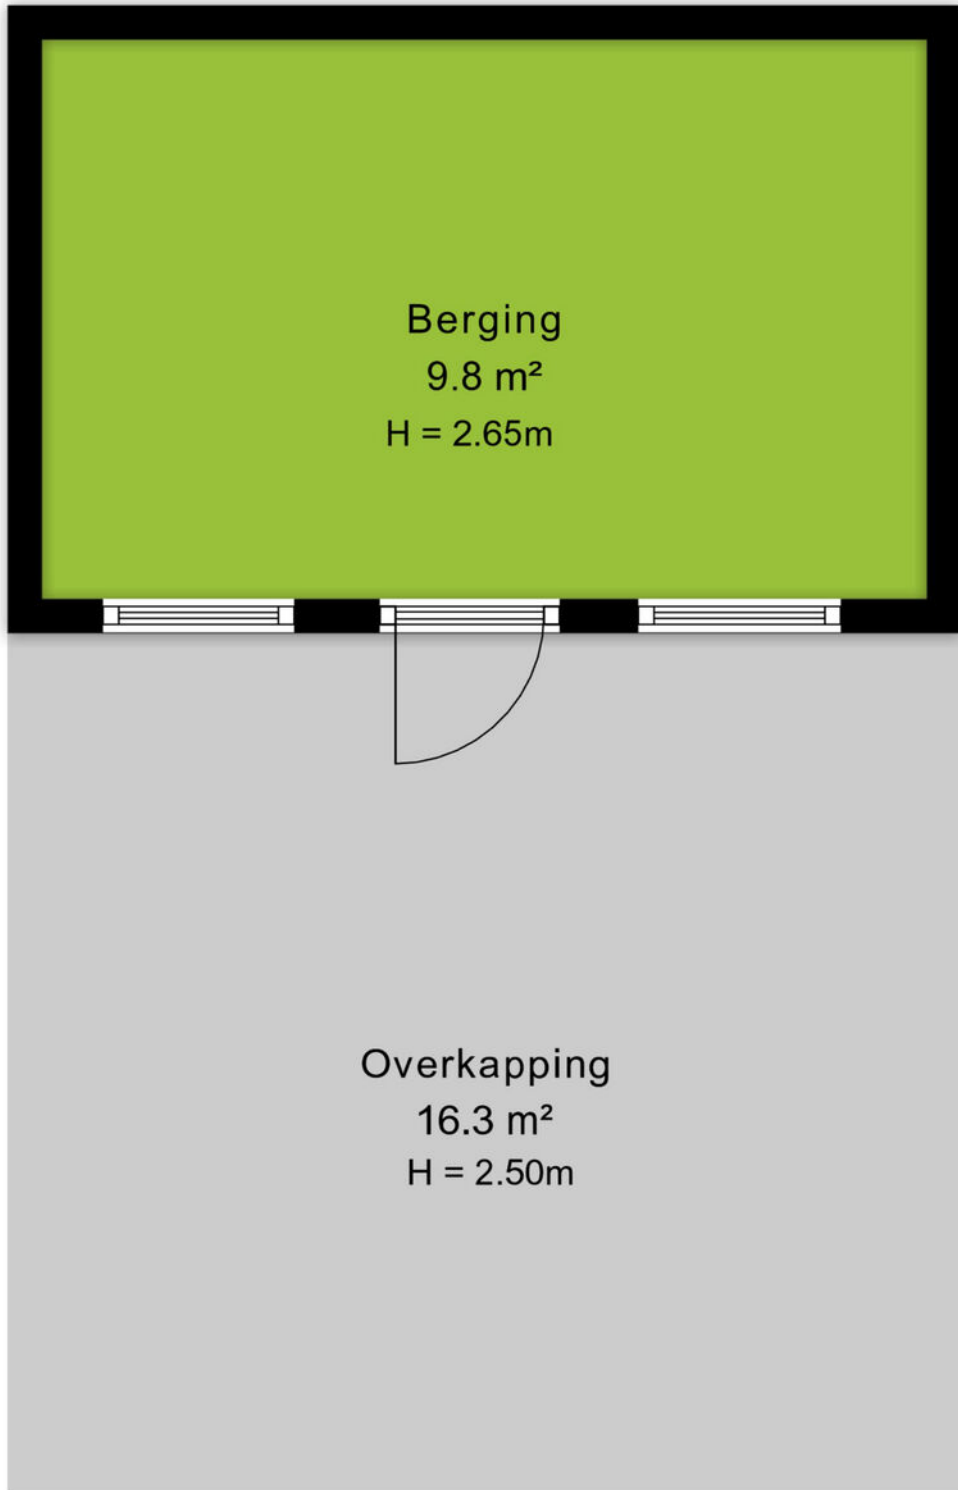 Berging
9.8 m²
H = 2.65m
Overkapping
16.3 m²
H = 2.50m